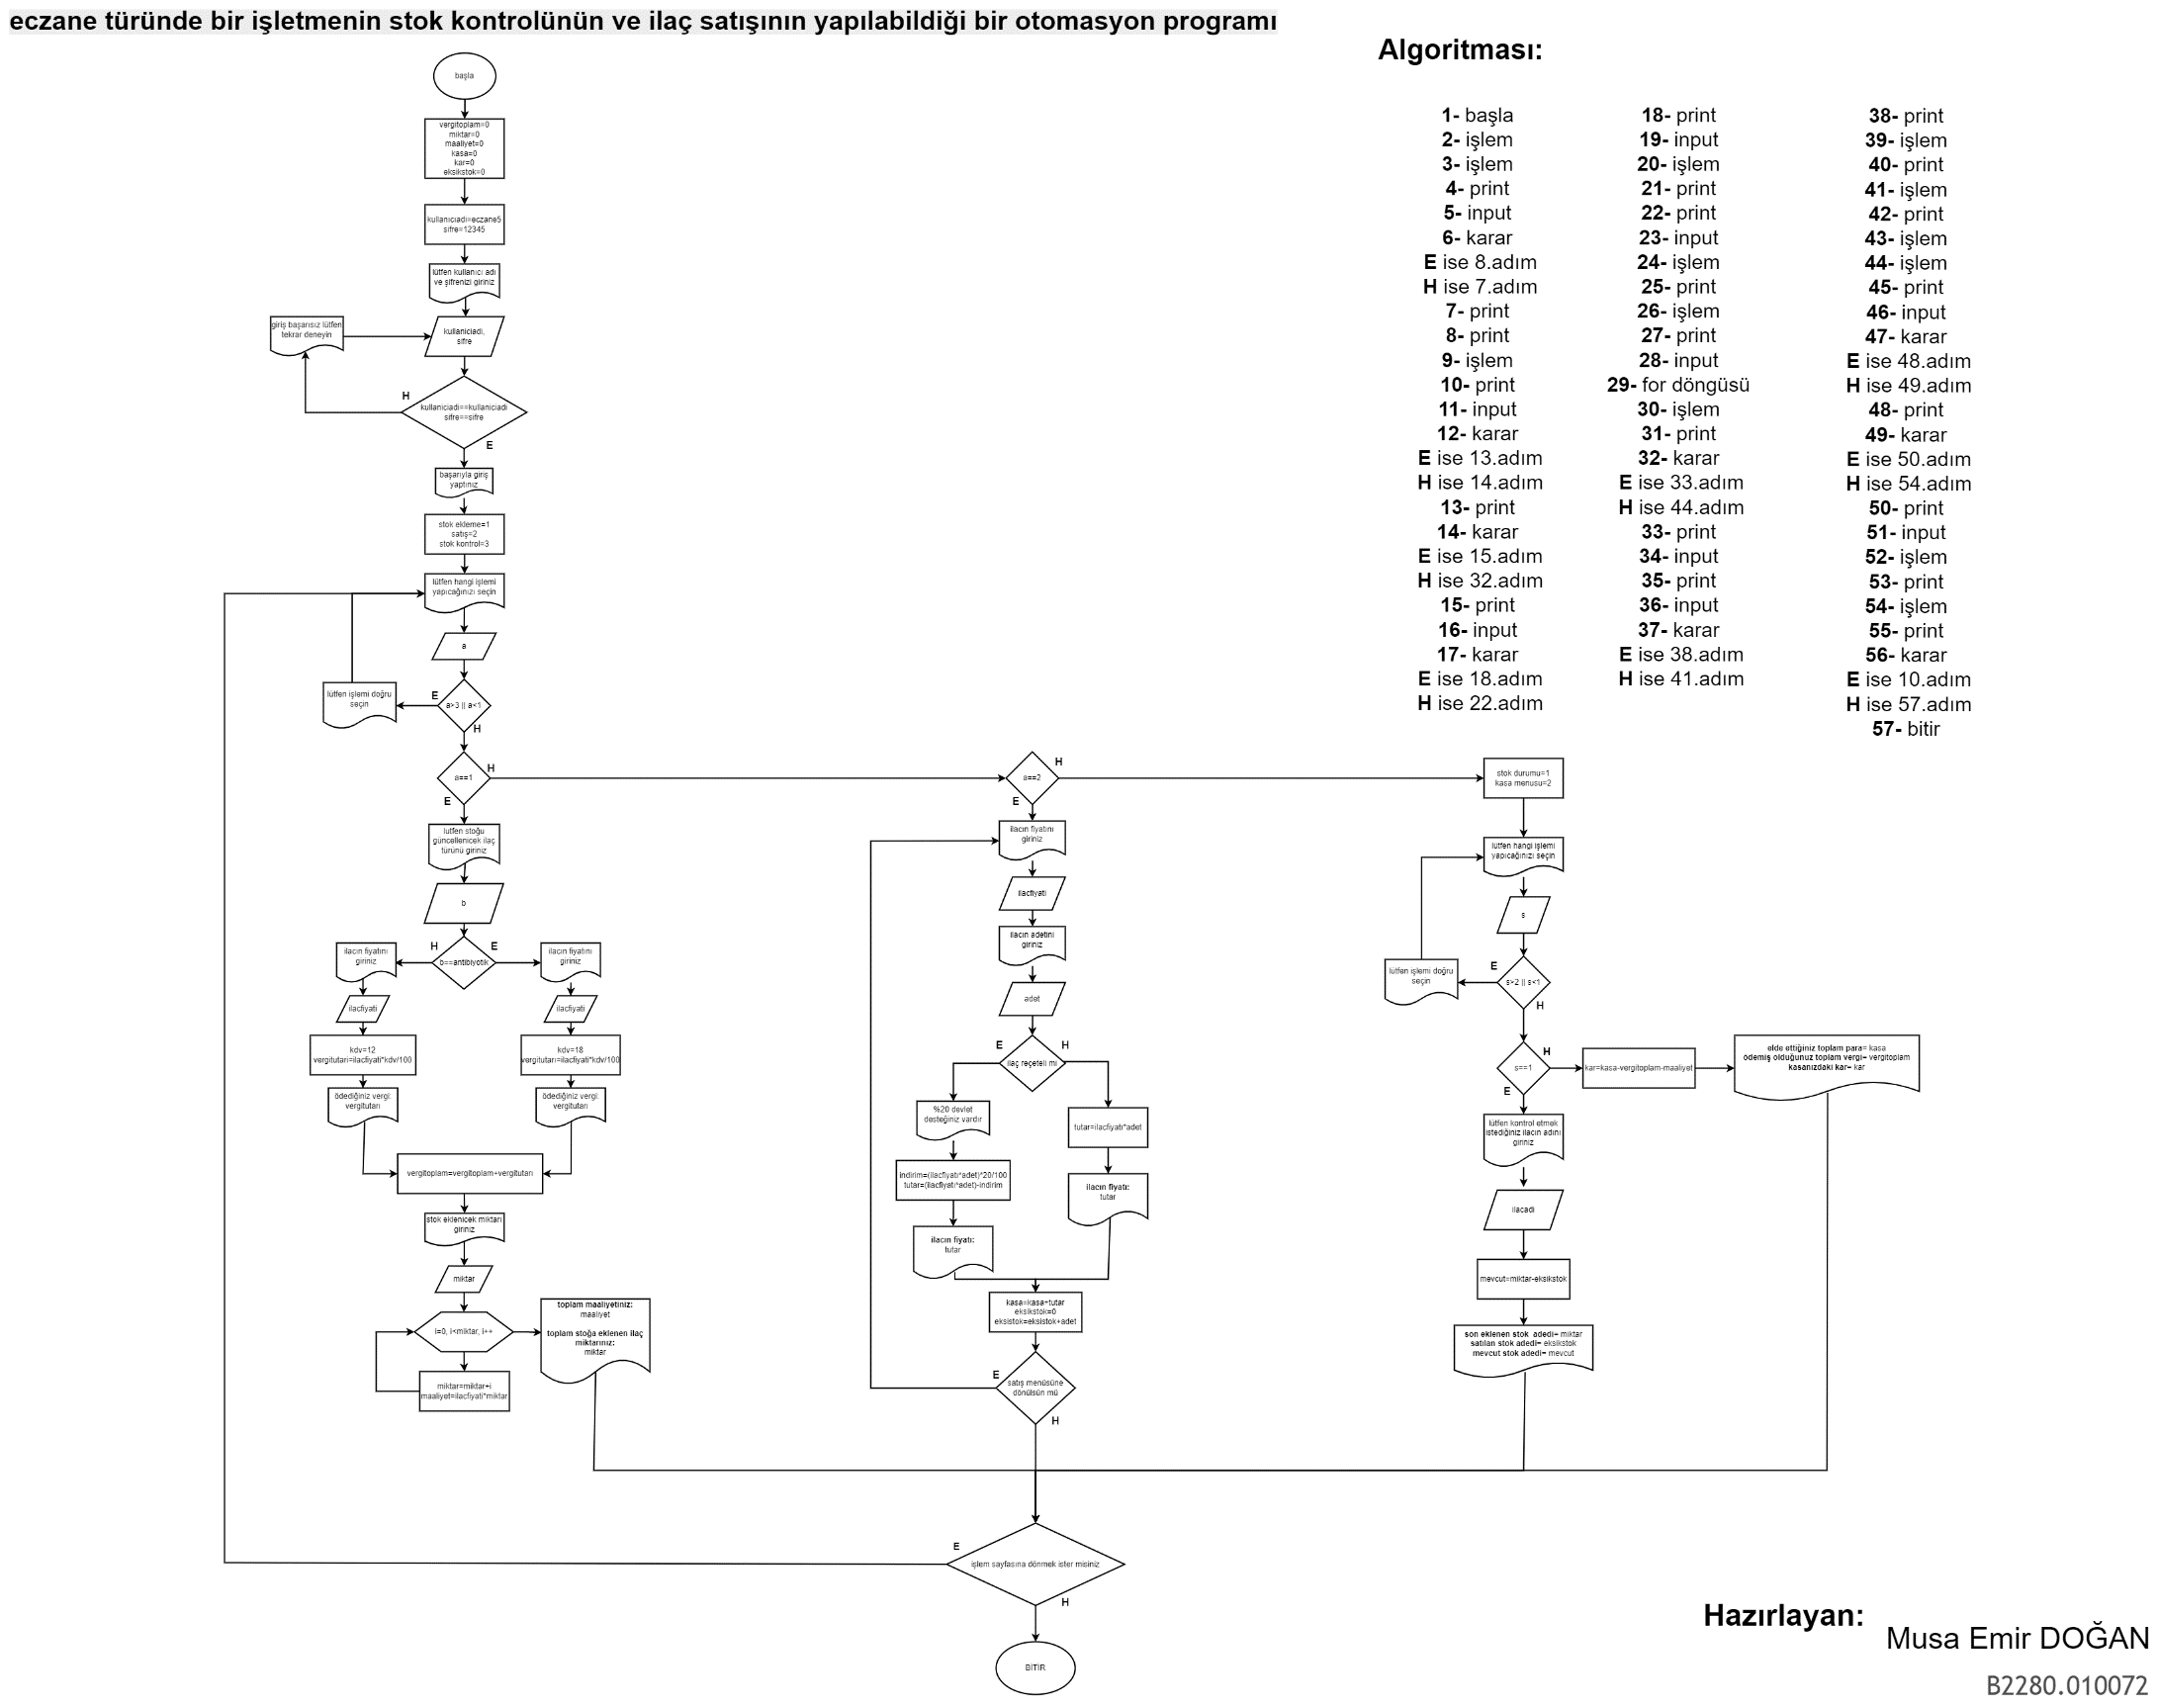 eczane türünde bir işletmenin stok kontrolünün ve ilaç satışının yapılabildiği bir otomasyon programı
başla
vergitoplam=0
miktar=0
maaliyet=0
kasa=0
kar=0
eksikstok=0
kullanıcıadi=eczane5
sifre=12345
lütfen kullanıcı adı
ve şifrenizi giriniz
giriş başarısız lütfen
tekrar deneyin
kullaniciadi,
sifre
H
kullaniciadi==kullaniciadi
sifre==sifre
E
başarıyla giriş
yaptınız
stok ekleme=1
satış=2
stok kontrol=3
lütfen hangi işlemi
yapıcağınızı seçin
a
lütfen işlemi doğru
seçin
E
a>3 || a<1
H
a==1
H
E
lutfen stoğu
güncellenicek ilaç
türünü giriniz
b
H
b==antibiyotik
E
ilacın fiyatını
giriniz
ilacfiyati
kdv=12
vergitutarı=ilacfiyati*kdv/100
ödediğiniz vergi:
vergitutarı
ilacın fiyatını
giriniz
ilacfiyati
kdv=18
vergitutarı=ilacfiyati*kdv/100
ödediğiniz vergi:
vergitutarı
vergitoplam=vergitoplam+vergitutarı
stok eklenicek miktarı
giriniz
miktar
i=0, i<miktar, i++
miktar=miktar+i
maaliyet=ilacfiyati*miktar
toplam maaliyetiniz:
maaliyet
toplam stoğa eklenen ilaç
miktarınız:
miktar
a==2
H
E
ilacın fiyatını
giriniz
ilacfiyati
ilacın adetini
giriniz
adet
E
ilaç reçeteli mi
H
%20 devlet
desteğiniz vardır
indirim=(ilacfiyatı*adet)*20/100
tutar=(ilacfiyatı*adet)-indirim
ilacın fiyatı:
tutar
tutar=ilacfiyatı*adet
ilacın fiyatı:
tutar
kasa=kasa+tutar
eksikstok=0
eksistok=eksistok+adet
E
satış menüsüne
dönülsün mü
H
stok durumu=1
kasa menusu=2
lütfen hangi işlemi
yapıcağınızı seçin
s
lütfen işlemi doğru
seçin
E
s>2 || s<1
H
s==1
H
E
kar=kasa-vergitoplam-maaliyet
elde ettiğiniz toplam para= kasa
ödemiş olduğunuz toplam vergi= vergitoplam
kasanızdaki kar= kar
lütfen kontrol etmek
istediğiniz ilacın adını
giriniz
ilacadi
mevcut=miktar-eksikstok
son eklenen stok adedi= miktar
satılan stok adedi= eksikstok
mevcut stok adedi= mevcut
E
işlem sayfasına dönmek ister misiniz
H
BİTİR
Algoritması:
1- başla
2- işlem
3- işlem
4- print
5- input
6- karar
E ise 8.adım
H ise 7.adım
7- print
8- print
9- işlem
10- print
11- input
12- karar
E ise 13.adım
H ise 14.adım
13- print
14- karar
E ise 15.adım
H ise 32.adım
15- print
16- input
17- karar
E ise 18.adım
H ise 22.adım
18- print
19- input
20- işlem
21- print
22- print
23- input
24- işlem
25- print
26- işlem
27- print
28- input
29- for döngüsü
30- işlem
31- print
32- karar
E ise 33.adım
H ise 44.adım
33- print
34- input
35- print
36- input
37- karar
E ise 38.adım
H ise 41.adım
38- print
39- işlem
40- print
41- işlem
42- print
43- işlem
44- işlem
45- print
46- input
47- karar
E ise 48.adım
H ise 49.adım
48- print
49- karar
E ise 50.adım
H ise 54.adım
50- print
51- input
52- işlem
53- print
54- işlem
55- print
56- karar
E ise 10.adım
H ise 57.adım
57- bitir
Hazırlayan:
Musa Emir DOĞAN
B2280.010072